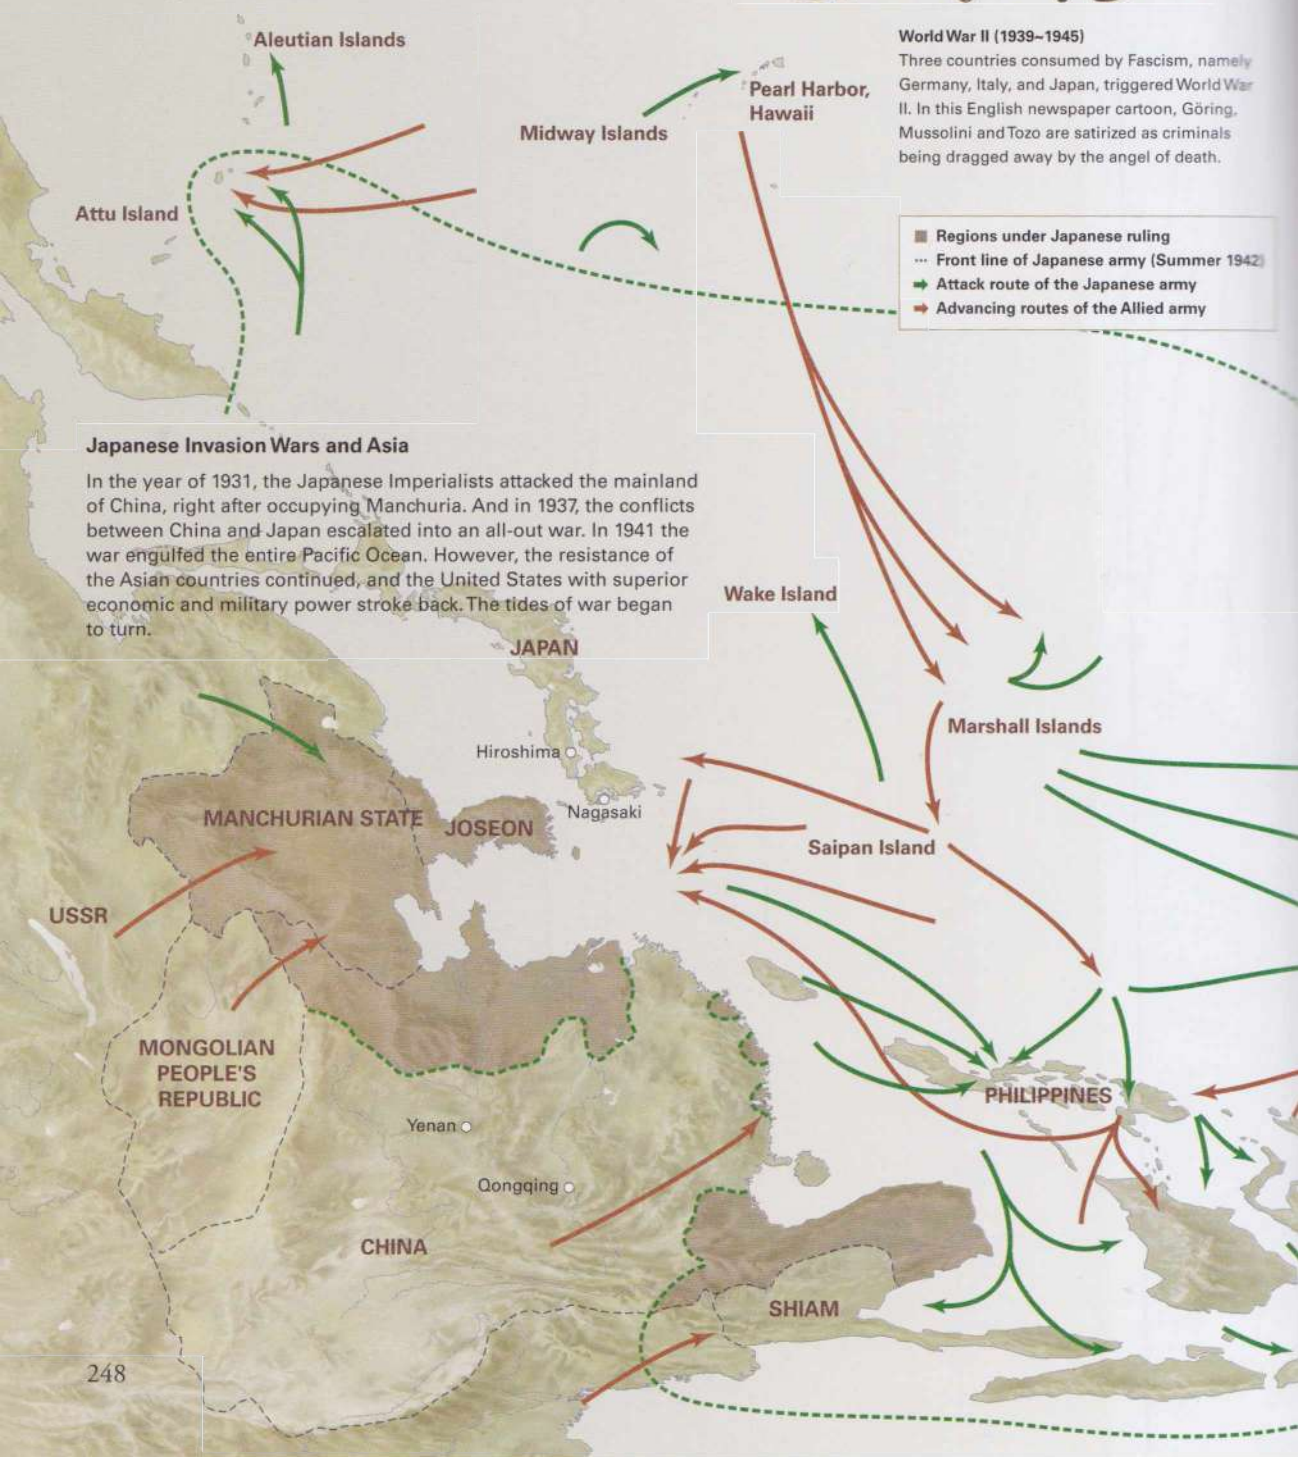 Aleutian Islands
Attu Island
Midway Islands
Pearl Harbor,
Hawaii
World War II (1939~1945)
Three countries consumed by Fascism, namely
Germany, Italy, and Japan, triggered World War
II. In this English newspaper cartoon, Göring,
Mussolini and Tozo are satirized as criminals
being dragged away by the angel of death.
Regions under Japanese ruling
Front line of Japanese army (Summer 1942)
Attack route of the Japanese army
Advancing routes of the Allied army
Japanese Invasion Wars and Asia
In the year of 1931, the Japanese Imperialists attacked the mainland
of China, right after occupying Manchuria. And in 1937, the conflicts
between China and Japan escalated into an all-out war. In 1941 the
war engulfed the entire Pacific Ocean. However, the resistance of
the Asian countries continued, and the United States with superior
economic and military power stroke back. The tides of war began
to turn.
Wake Island
JAPAN
Hiroshima
Nagasaki
Marshall Islands
MANCHURIAN STATE
JOSEON
Saipan Island
USSR
MONGOLIAN
PEOPLE'S
REPUBLIC
PHILIPPINES
Yenan
Qongqing
CHINA
SHIAM
248